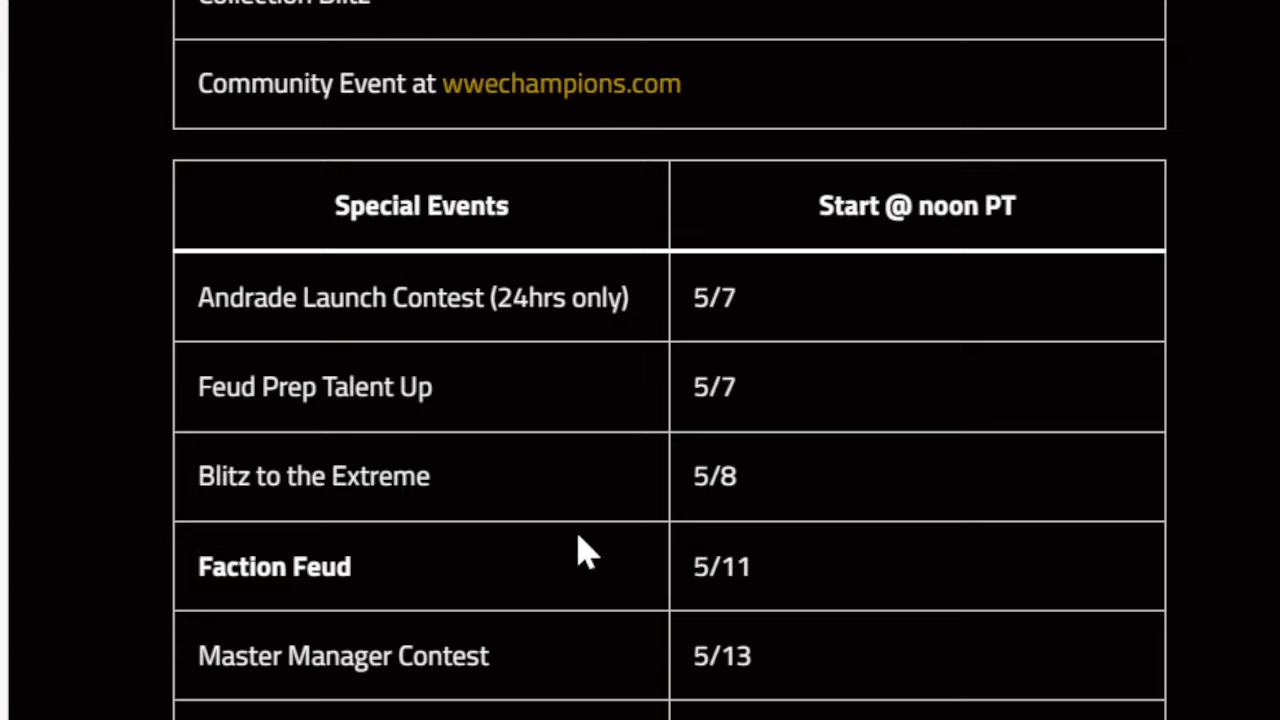 Collection Blitz
Community Event at wwechampions.com
Special Events Start @ noon PT
Andrade Launch Contest (24hrs only) 5/7
Feud Prep Talent Up 5/7
Blitz to the Extreme 5/8
Faction Feud 5/11
Master Manager Contest 5/13